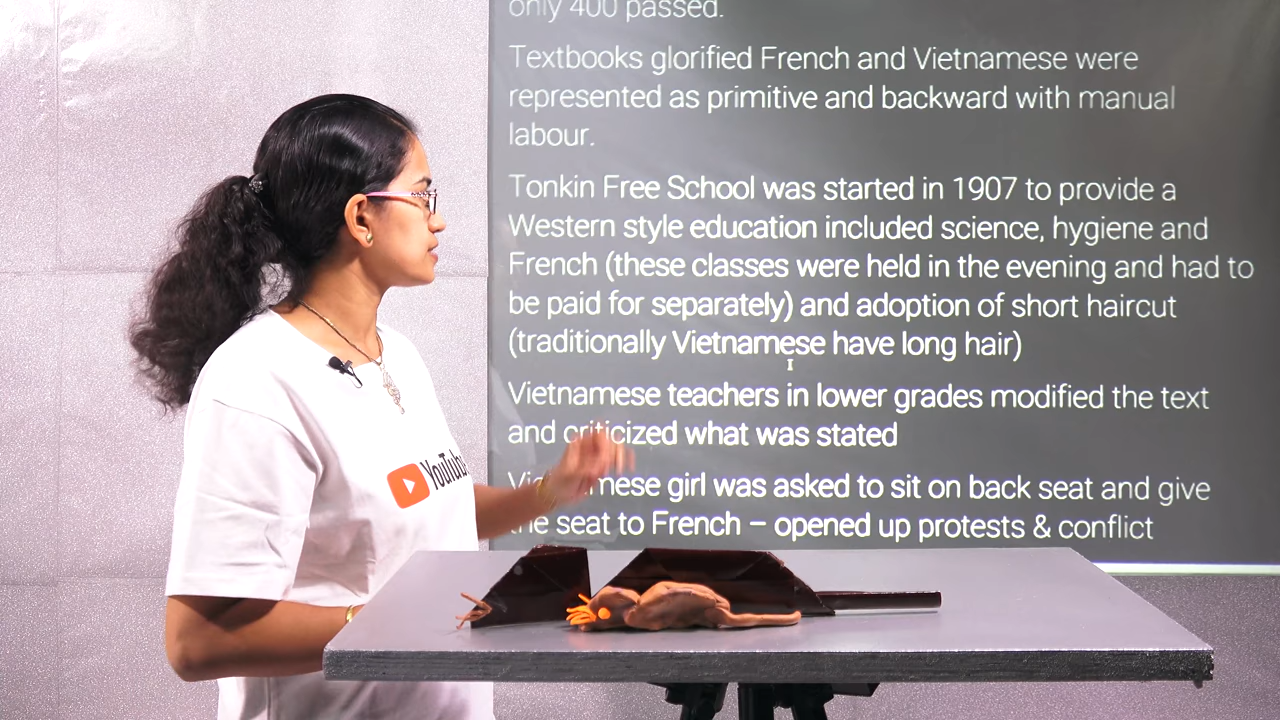 only 400 passed.
Textbooks glorified French and Vietnamese were
represented as primitive and backward with manual
labour.
Tonkin Free School was started in 1907 to provide a
Western style education included science, hygiene and
French (these classes were held in the evening and had to
be paid for separately) and adoption of short haircut
(traditionally Vietnamese have long hair)
Vietnamese teachers in lower grades modified the text
and criticized what was stated
girl was asked to sit on back seat and give
the seat to French – opened up protests & conflict
YouTube